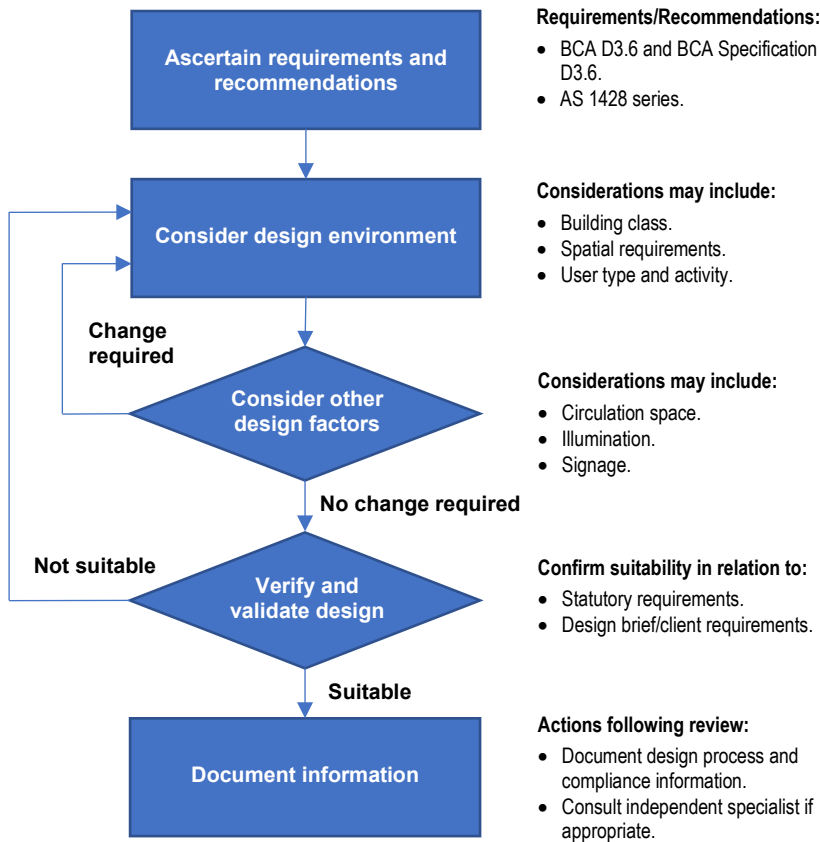 Ascertain requirements and
recommendations
Requirements/Recommendations:
• BCA D3.6 and BCA Specification
D3.6.
• AS 1428 series.
Consider design environment
Considerations may include:
• Building class.
• Spatial requirements.
• User type and activity.
Change
required
Consider other
design factors
Considerations may include:
• Circulation space.
• Illumination.
• Signage.
No change required
Not suitable
Verify and
validate design
Confirm suitability in relation to:
• Statutory requirements.
• Design brief/client requirements.
Suitable
Document information
Actions following review:
• Document design process and
compliance information.
• Consult independent specialist if
appropriate.